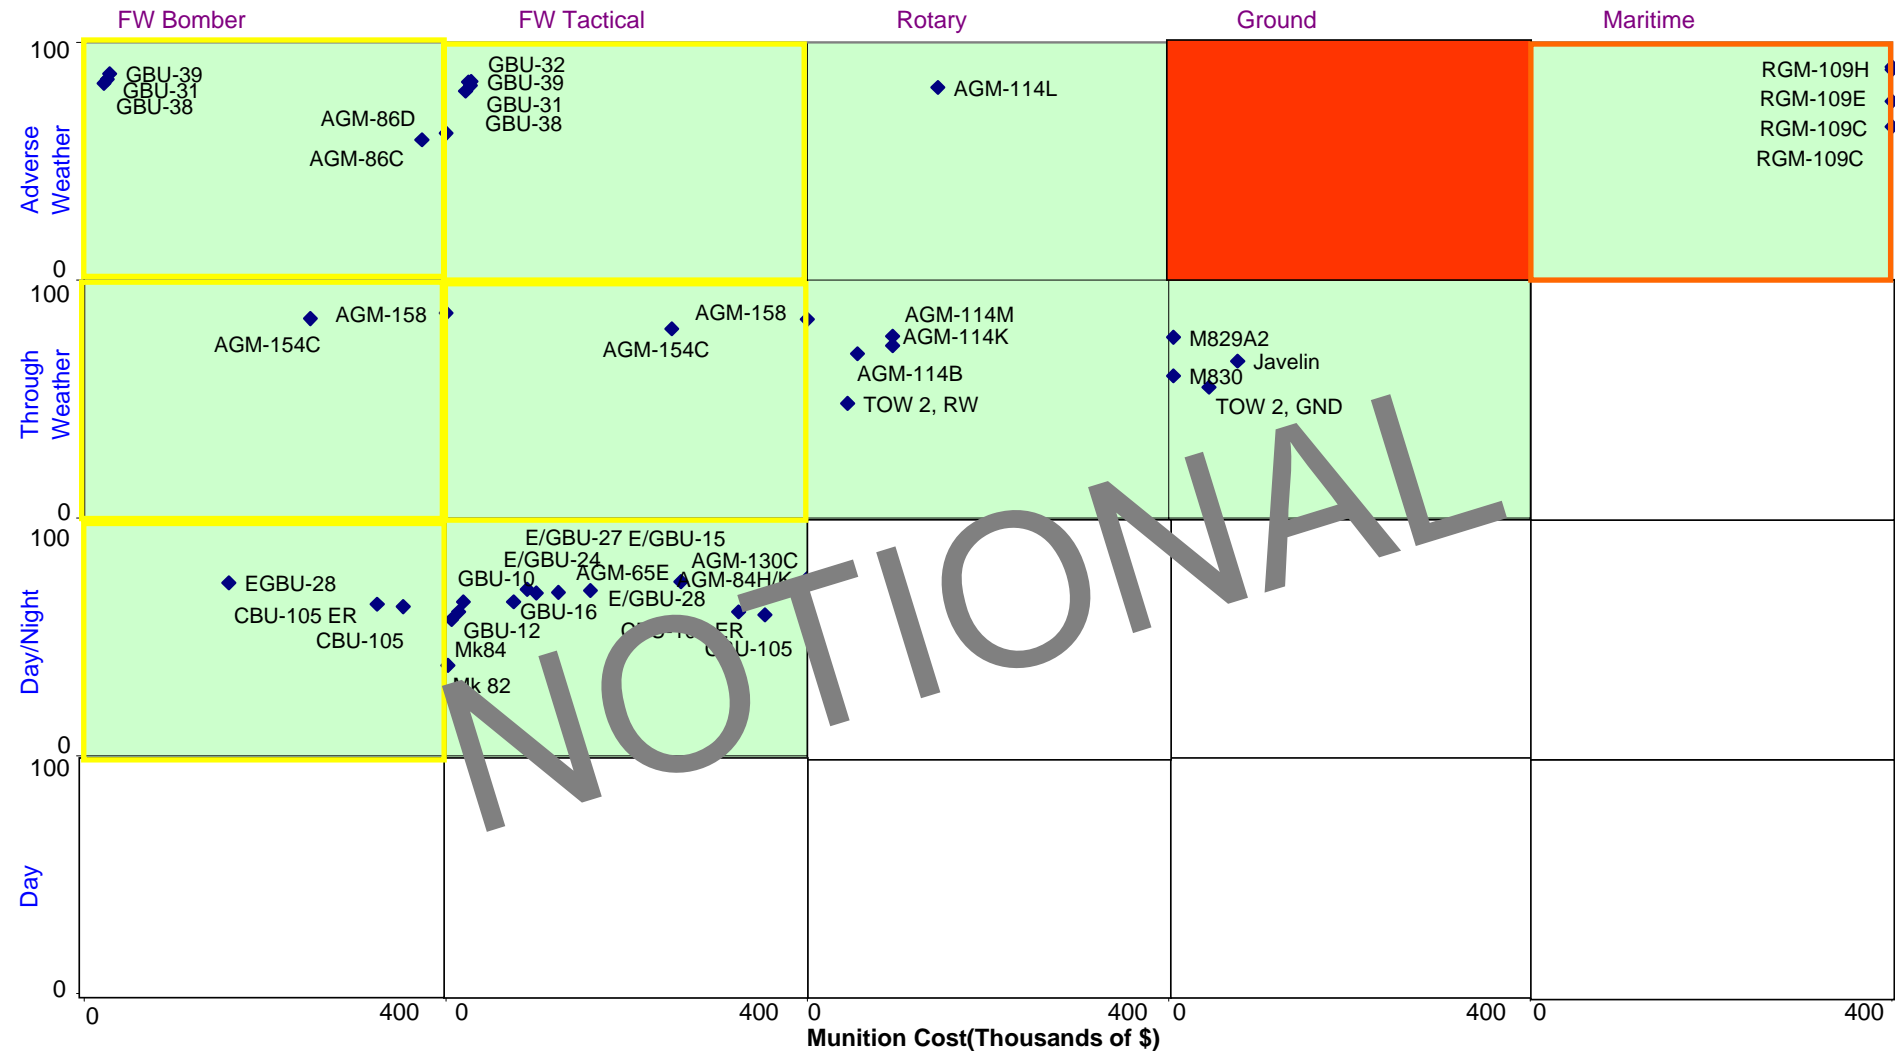 FW Bomber
FW Tactical
Rotary
Ground
Maritime
100
Adverse
Weather
0
GBU-39
GBU-31
GBU-38
AGM-86D
AGM-86C
GBU-32
GBU-39
GBU-31
GBU-38
AGM-114L
RGM-109H
RGM-109E
RGM-109C
RGM-109C
100
Through
Weather
0
AGM-158
AGM-154C
AGM-158
AGM-154C
AGM-114M
AGM-114K
AGM-114B
TOW 2, RW
M829A2
Javelin
M830
TOW 2, GND
100
Day/Night
0
EGBU-28
CBU-105 ER
CBU-105
E/GBU-27 E/GBU-15
E/GBU-24
AGM-130C
GBU-10
AGM-65E
AGM-84H/K
E/GBU-28
GBU-16
GBU-12
ER
Mk84
Mk 82
NOTIONAL
100
Day
0
0
400
0
400
0
400
0
400
0
400
Munition Cost(Thousands of $)